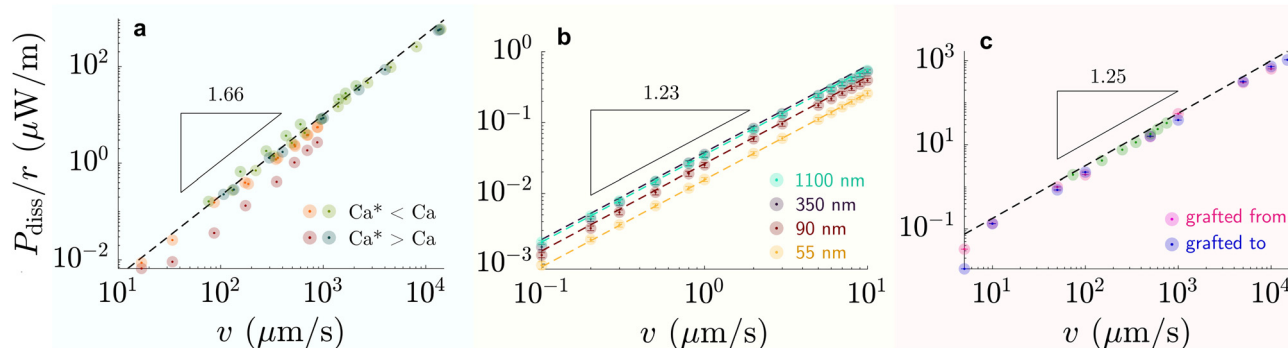 a
P_diss/r (μW/m)
10^2
10^0
10^-2
1.66
Ca* < Ca
Ca* > Ca
10^1
10^2
10^3
10^4
v (μm/s)
b
10^0
10^-1
10^-2
10^-3
1.23
1100 nm
350 nm
90 nm
55 nm
10^-1
10^0
10^1
v (μm/s)
c
10^3
10^1
10^-1
1.25
grafted from
grafted to
10^1
10^2
10^3
10^4
v (μm/s)